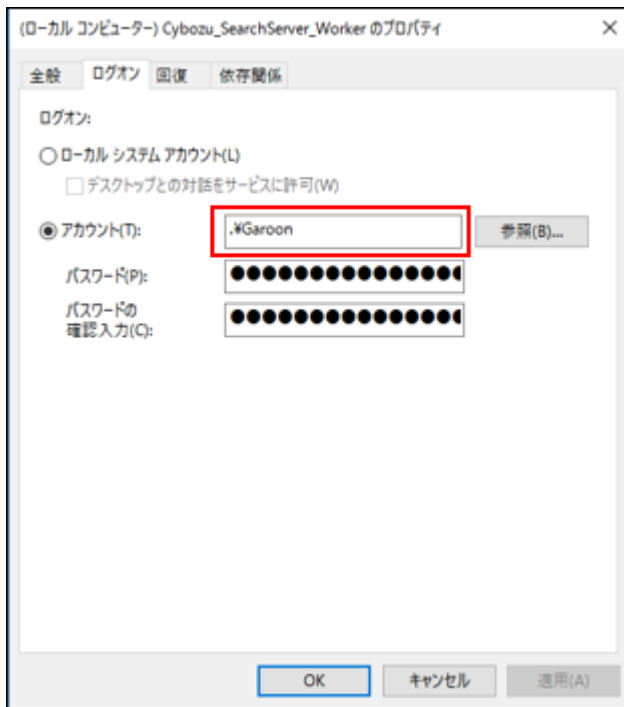 (ローカル コンピューター) Cybozu_SearchServer_Worker のプロパティ
全般 ログオン 回復 依存関係
ログオン:
ローカル システム アカウント(L)
デスクトップとの対話をサービスに許可(W)
アカウント(T): .¥Garoon 参照(B)...
パスワード(P): ●●●●●●●●●●●●●●●
パスワードの
確認入力(C): ●●●●●●●●●●●●●●●
OK キャンセル 適用(A)